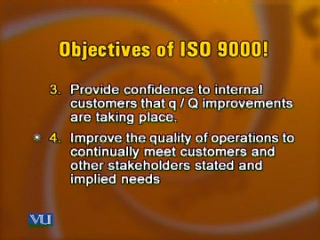 Objectives of ISO 9000!
3. Provide confidence to internal
customers that q / Q improvements
are taking place.
* 4. Improve the quality of operations to
continually meet customers and
other stakeholders stated and
implied needs
VU